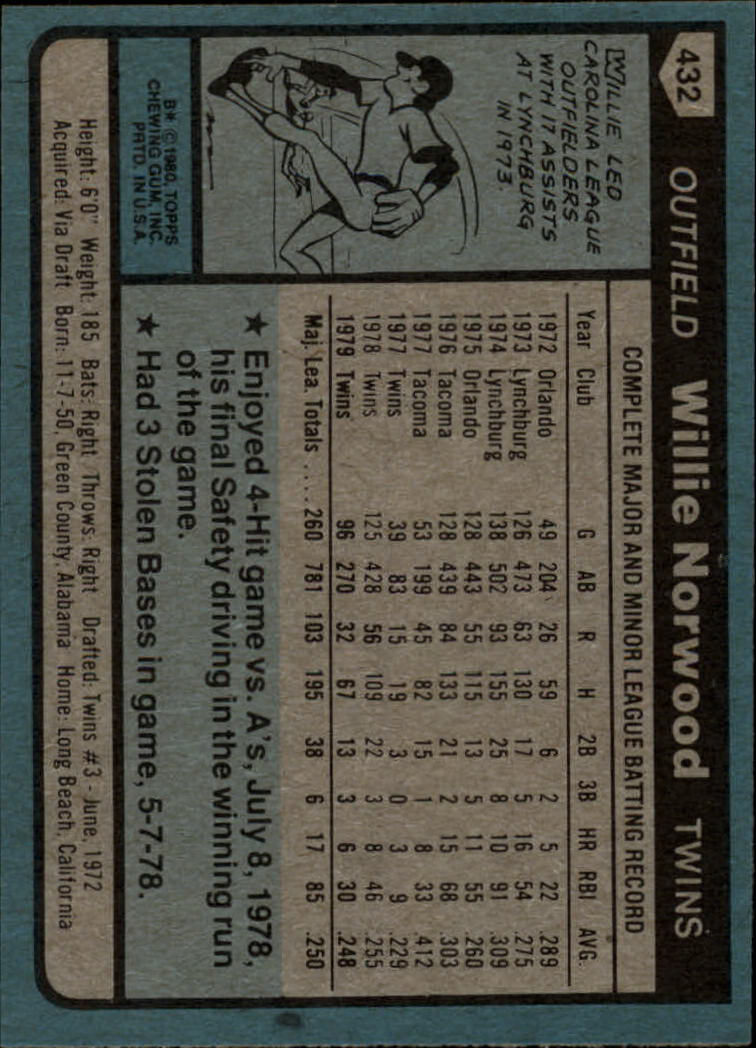 432
OUTFIELD Willie Norwood TWINS
WILLIE LED
CAROLINA LEAGUE
OUTFIELDERS
WITH 17 ASSISTS
AT LYNCHBURG
IN 1973.
B* © 1980 TOPPS
CHEWING GUM, INC.
PRTD. IN U.S.A.
COMPLETE MAJOR AND MINOR LEAGUE BATTING RECORD
Year Club G AB R H 2B 3B HR RBI AVG.
1972 Orlando 49 204 26 59 6 2 5 22 .289
1973 Lynchburg 126 473 63 130 17 5 16 54 .275
1974 Lynchburg 138 502 93 155 25 8 10 91 .309
1975 Orlando 128 443 55 115 13 5 11 55 .260
1976 Tacoma 128 439 84 133 21 2 15 68 .303
1977 Tacoma 53 199 45 82 15 1 8 33 .412
1977 Twins 39 83 15 19 3 0 3 9 .229
1978 Twins 125 428 56 109 22 3 8 46 .255
1979 Twins 96 270 32 67 13 3 6 30 .248
Maj. Lea. Totals .... 260 781 103 195 38 6 17 85 .250
★ Enjoyed 4-Hit game vs. A's, July 8, 1978,
his final Safety driving in the winning run
of the game.
★ Had 3 Stolen Bases in game, 5-7-78.
Height: 6'0" Weight: 185 Bats: Right Throws: Right Drafted: Twins #3 - June, 1972
Acquired: Via Draft Born: 11-7-50, Green County, Alabama Home: Long Beach, California